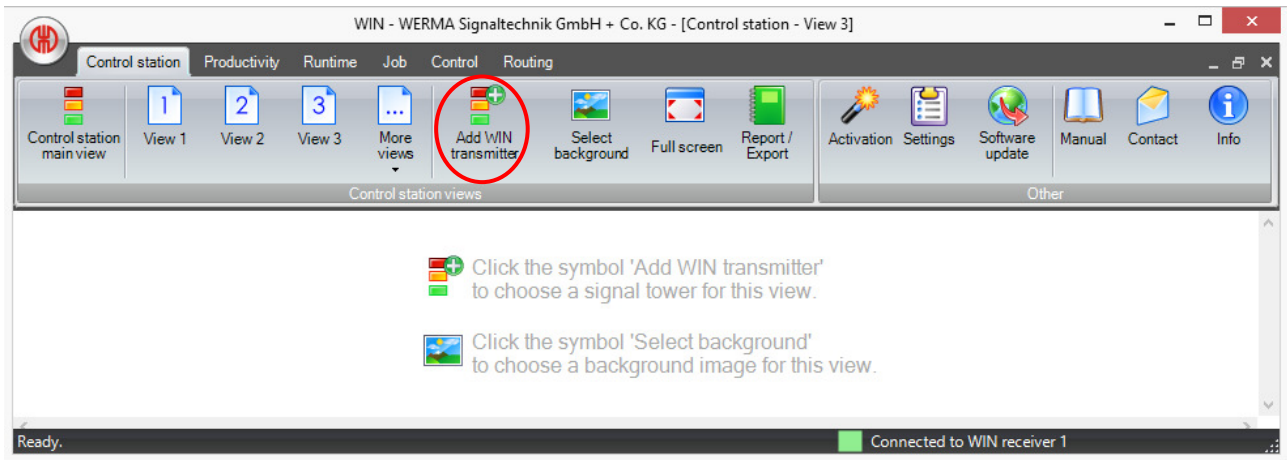 WIN - WERMA Signaltechnik GmbH + Co. KG - [Control station - View 3]
Control station Productivity Runtime Job Control Routing
Control station main view
View 1
View 2
View 3
More views
Add WIN transmitter
Select background
Full screen
Report / Export
Activation
Settings
Software update
Manual
Contact
Info
1
2
3
...
Control station views
Other
Click the symbol 'Add WIN transmitter'
to choose a signal tower for this view.
Click the symbol 'Select background'
to choose a background image for this view.
Ready.
Connected to WIN receiver 1